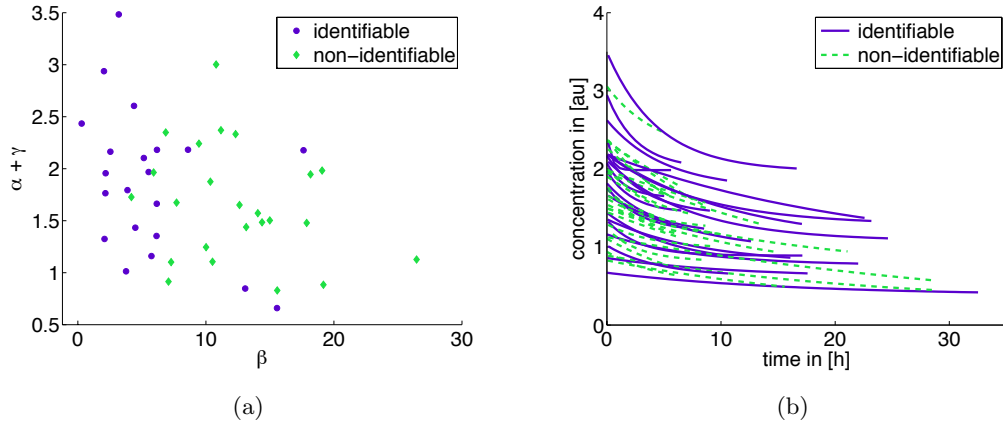 3.5
3
2.5
2
1.5
1
0.5
α + γ
0
10
20
30
β
identifiable
non−identifiable
(a)
4
3
2
1
0
concentration in [au]
0
10
20
30
time in [h]
identifiable
non−identifiable
(b)